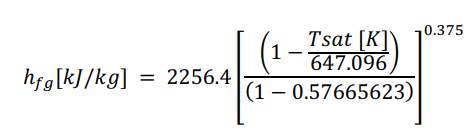 h_fg[kJ/kg] = 2256.4 [ (1 − Tsat [K] / 647.096) / (1 − 0.57665623) ]^0.375